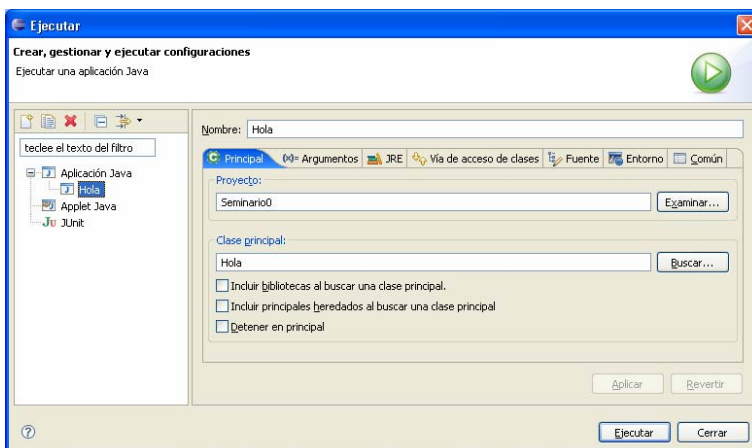 Ejecutar
Crear, gestionar y ejecutar configuraciones
Ejecutar una aplicación Java
teclee el texto del filtro
Aplicación Java
Hola
Applet Java
JUnit
Nombre: Hola
Principal (x)= Argumentos JRE Vía de acceso de clases Fuente Entorno Común
Proyecto:
Seminario0 Examinar...
Clase principal:
Hola Buscar...
Incluir bibliotecas al buscar una clase principal.
Incluir principales heredados al buscar una clase principal
Detener en principal
Aplicar Revertir
Ejecutar Cerrar